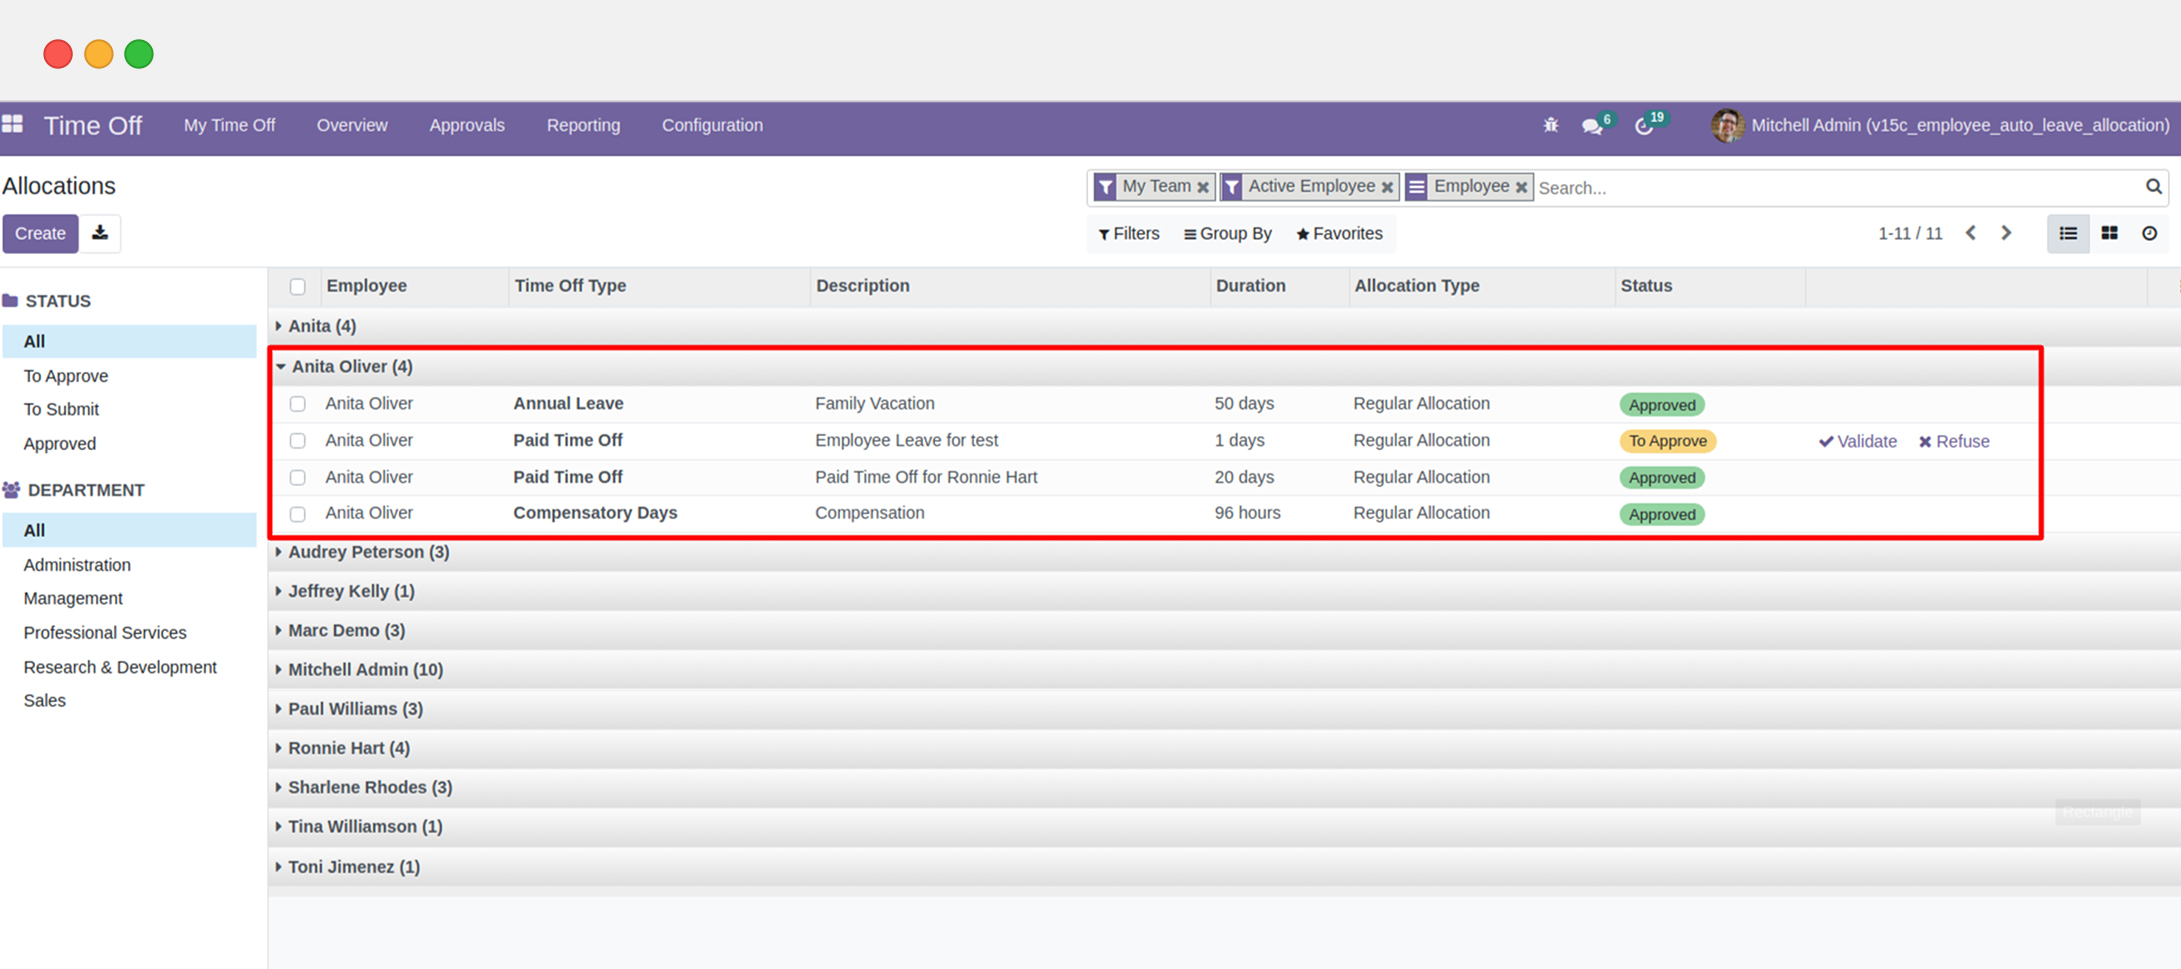 Time Off My Time Off Overview Approvals Reporting Configuration 6 19 Mitchell Admin (v15c_employee_auto_leave_allocation)
Allocations
My Team Active Employee Employee Search...
Create
Filters Group By Favorites 1-11 / 11
STATUS
All
To Approve
To Submit
Approved
DEPARTMENT
All
Administration
Management
Professional Services
Research & Development
Sales
Employee Time Off Type Description Duration Allocation Type Status
Anita (4)
Anita Oliver (4)
Anita Oliver Annual Leave Family Vacation 50 days Regular Allocation Approved
Anita Oliver Paid Time Off Employee Leave for test 1 days Regular Allocation To Approve Validate Refuse
Anita Oliver Paid Time Off Paid Time Off for Ronnie Hart 20 days Regular Allocation Approved
Anita Oliver Compensatory Days Compensation 96 hours Regular Allocation Approved
Audrey Peterson (3)
Jeffrey Kelly (1)
Marc Demo (3)
Mitchell Admin (10)
Paul Williams (3)
Ronnie Hart (4)
Sharlene Rhodes (3)
Rectangle
Tina Williamson (1)
Toni Jimenez (1)